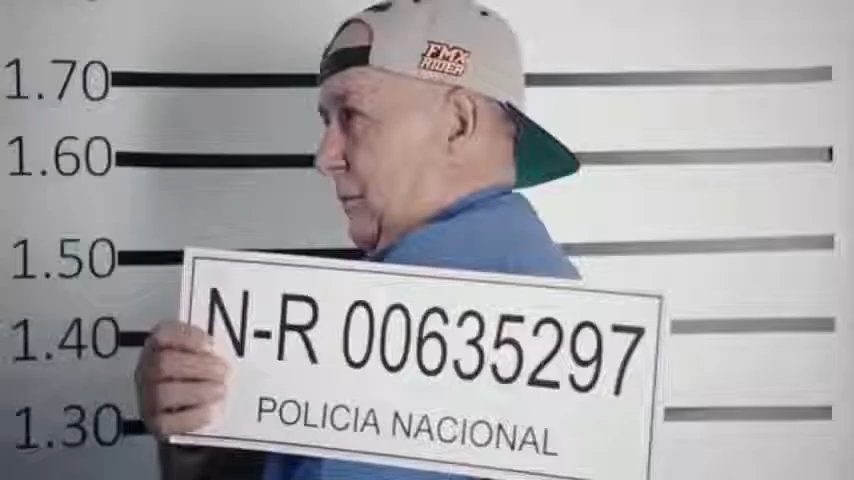 FMX
RIDER
1.70
1.60
1.50
1.40
1.30
N-R 00635297
POLICIA NACIONAL